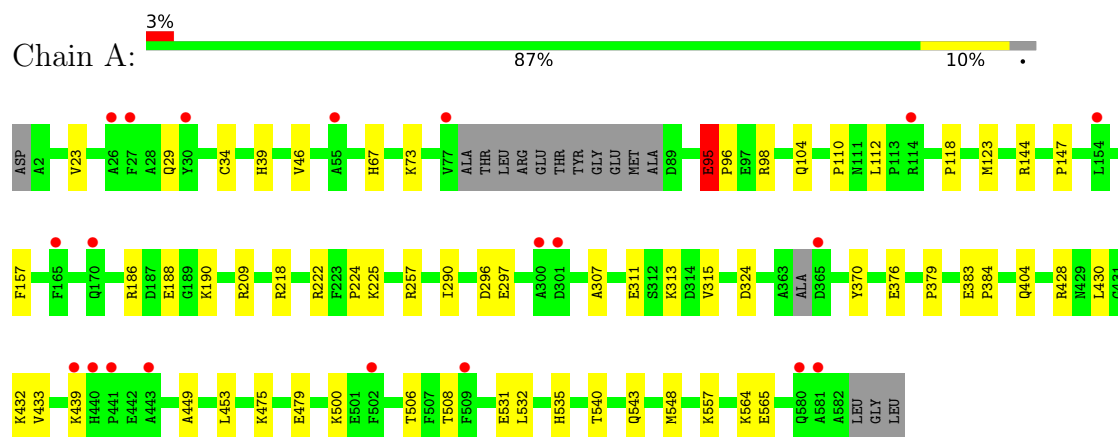 3%
Chain A:
87% 10% .
ASP A2 V23 A26 F27 A28 Q29 Y30 C34 H39 V46 A55 H67 K73 V77 ALA THR LEU ARG GLU THR TYR GLY GLU MET ALA D89 E95 P96 E97 R98 Q104 P110 N111 L112 P113 R114 P118 M123 R144 P147 L154
F157 F165 Q170 R186 D187 E188 G189 K190 R209 R218 R222 F223 P224 K225 R257 I290 D296 E297 A300 D301 A307 E311 S312 K313 D314 V315 D324 A363 ALA D365 Y370 E376 P379 E383 P384 Q404 R428 N429 L430
K432 V433 K439 H440 P441 E442 A443 A449 L453 K475 E479 K500 E501 F502 T506 F507 T508 F509 E531 L532 H535 T540 Q543 M548 K557 K564 E565 Q580 A581 A582 LEU GLY LEU